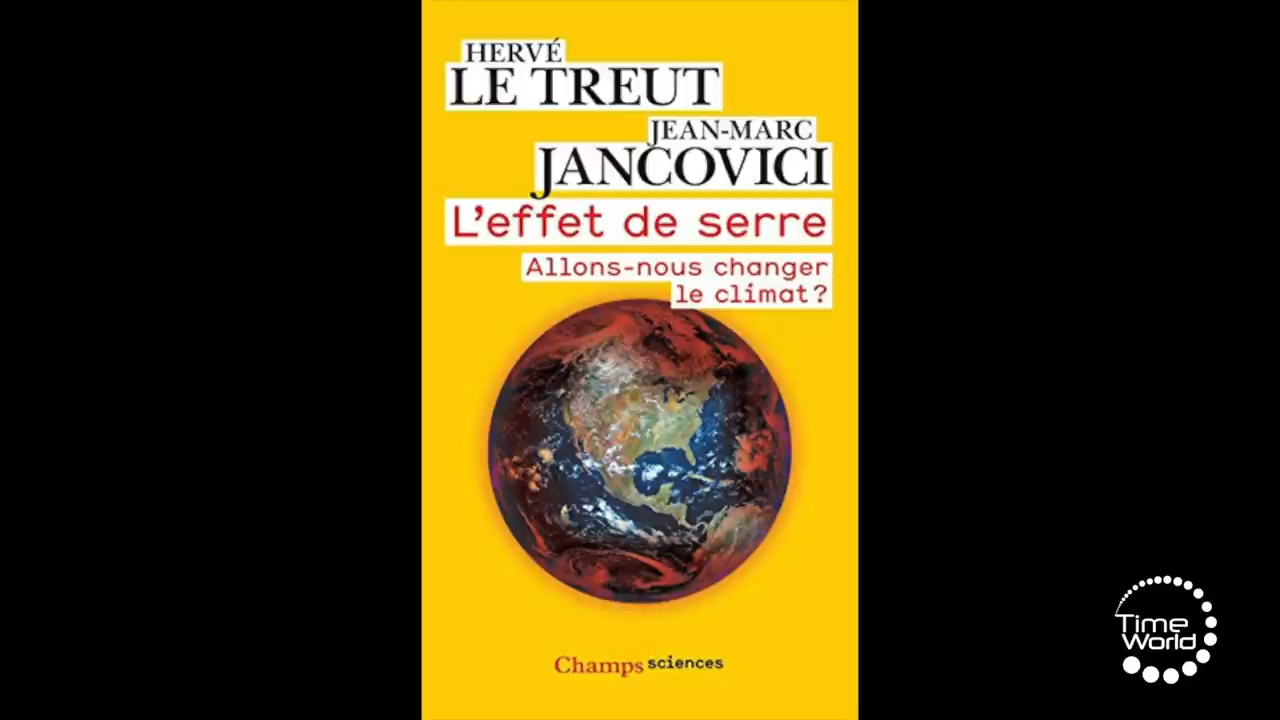 HERVÉ
LE TREUT
JEAN-MARC
JANCOVICI
L'effet de serre
Allons-nous changer
le climat ?
Champs sciences
Time
World